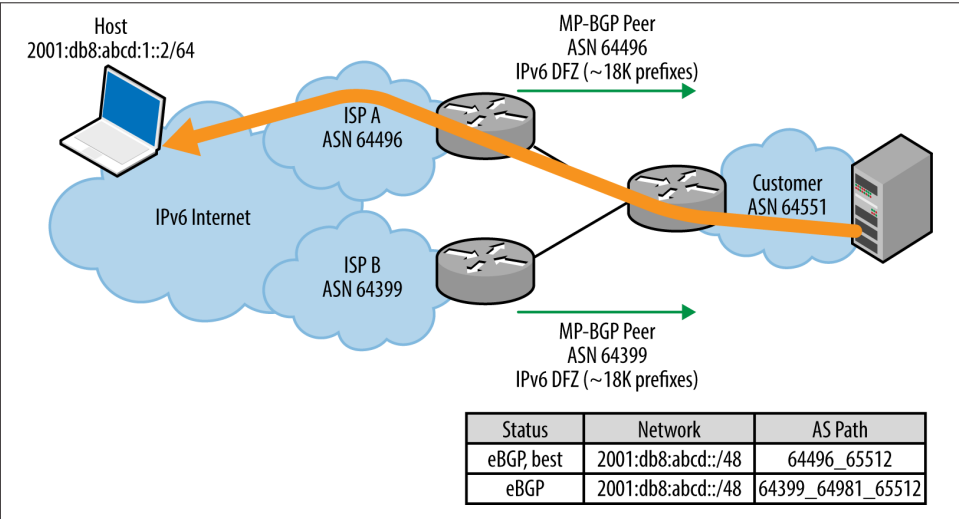 Host
2001:db8:abcd:1::2/64
MP-BGP Peer
ASN 64496
IPv6 DFZ (~18K prefixes)
ISP A
ASN 64496
Customer
ASN 64551
IPv6 Internet
ISP B
ASN 64399
MP-BGP Peer
ASN 64399
IPv6 DFZ (~18K prefixes)
Status Network AS Path
eBGP, best 2001:db8:abcd::/48 64496_65512
eBGP 2001:db8:abcd::/48 64399_64981_65512